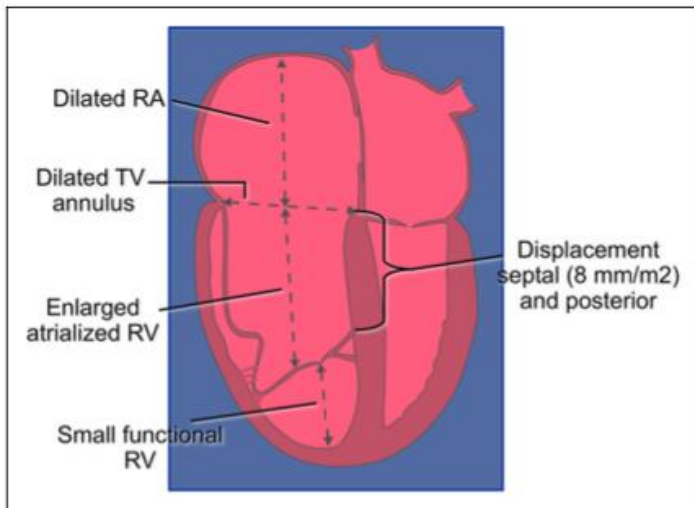 Dilated RA
Dilated TV
annulus
Enlarged
atrialized RV
Small functional
RV
Displacement
septal (8 mm/m2)
and posterior